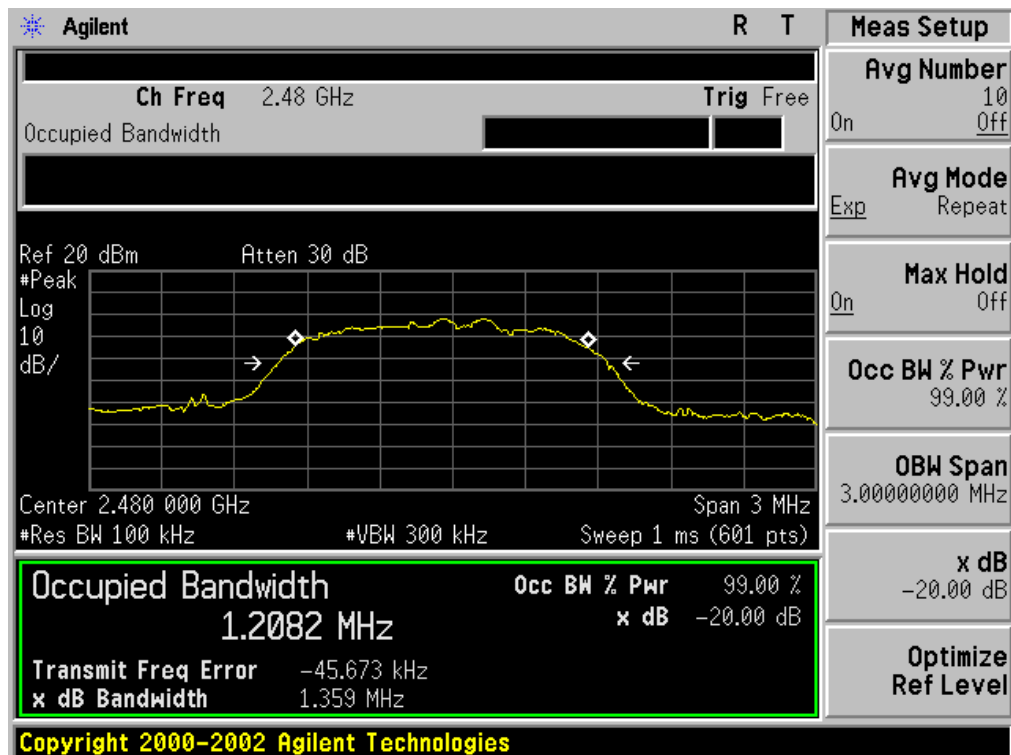 Agilent R T
Ch Freq 2.48 GHz Trig Free
Occupied Bandwidth
Ref 20 dBm Atten 30 dB
#Peak
Log
10
dB/
Center 2.480 000 GHz Span 3 MHz
#Res BW 100 kHz #VBW 300 kHz Sweep 1 ms (601 pts)
Occupied Bandwidth Occ BW % Pwr 99.00 %
1.2082 MHz x dB -20.00 dB
Transmit Freq Error -45.673 kHz
x dB Bandwidth 1.359 MHz
Copyright 2000-2002 Agilent Technologies
Meas Setup
Avg Number
10
On Off
Avg Mode
Exp Repeat
Max Hold
On Off
Occ BW % Pwr
99.00 %
OBW Span
3.00000000 MHz
x dB
-20.00 dB
Optimize
Ref Level